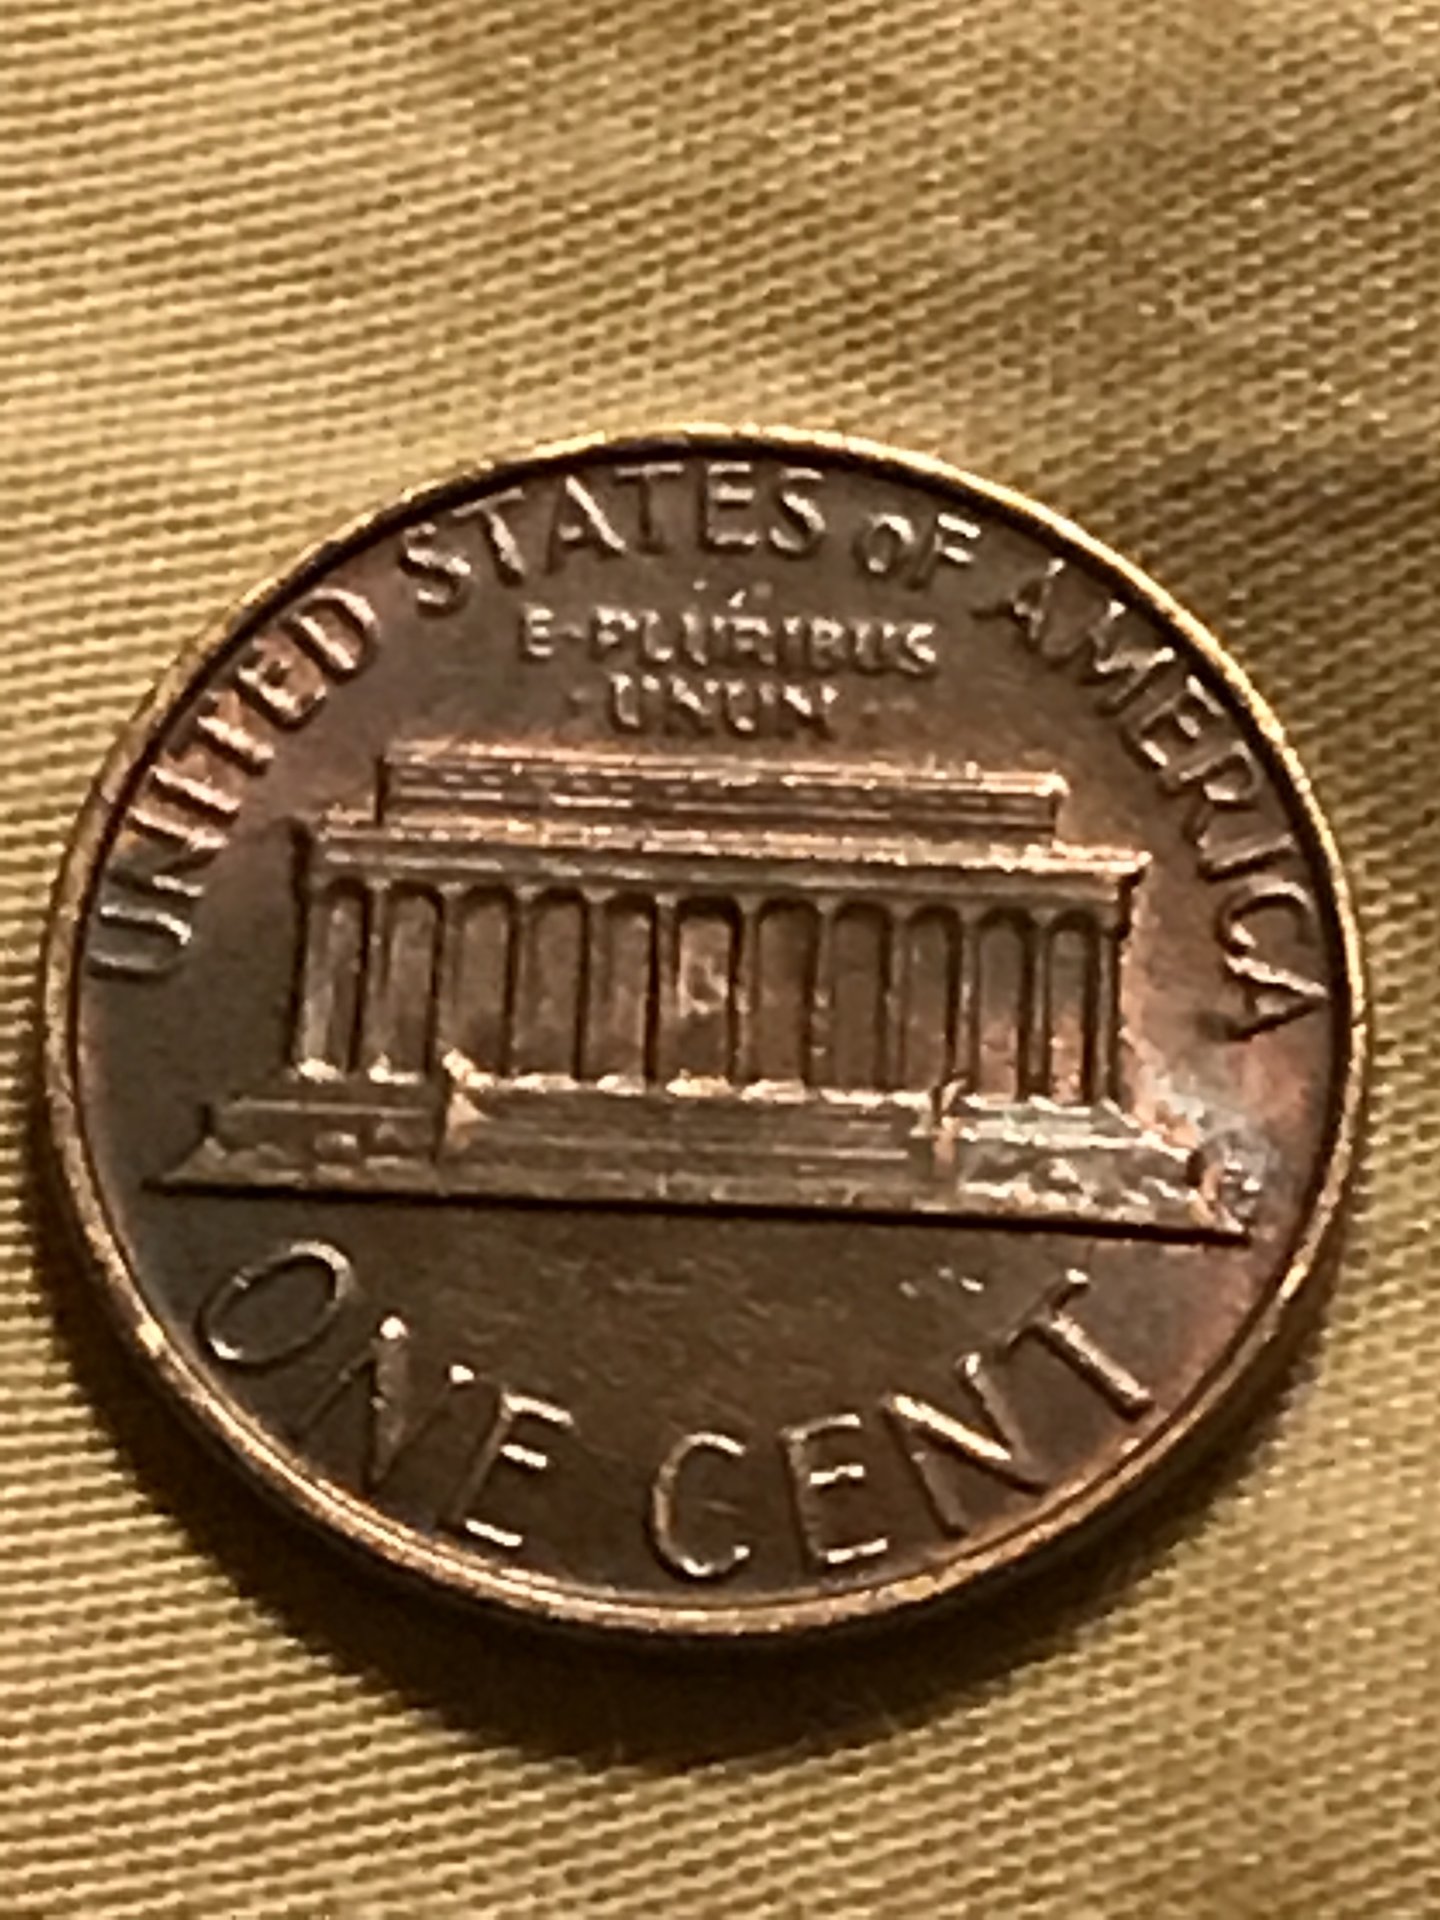 UNITED STATES OF AMERICA
E·PLURIBUS
UNUM
ONE CENT